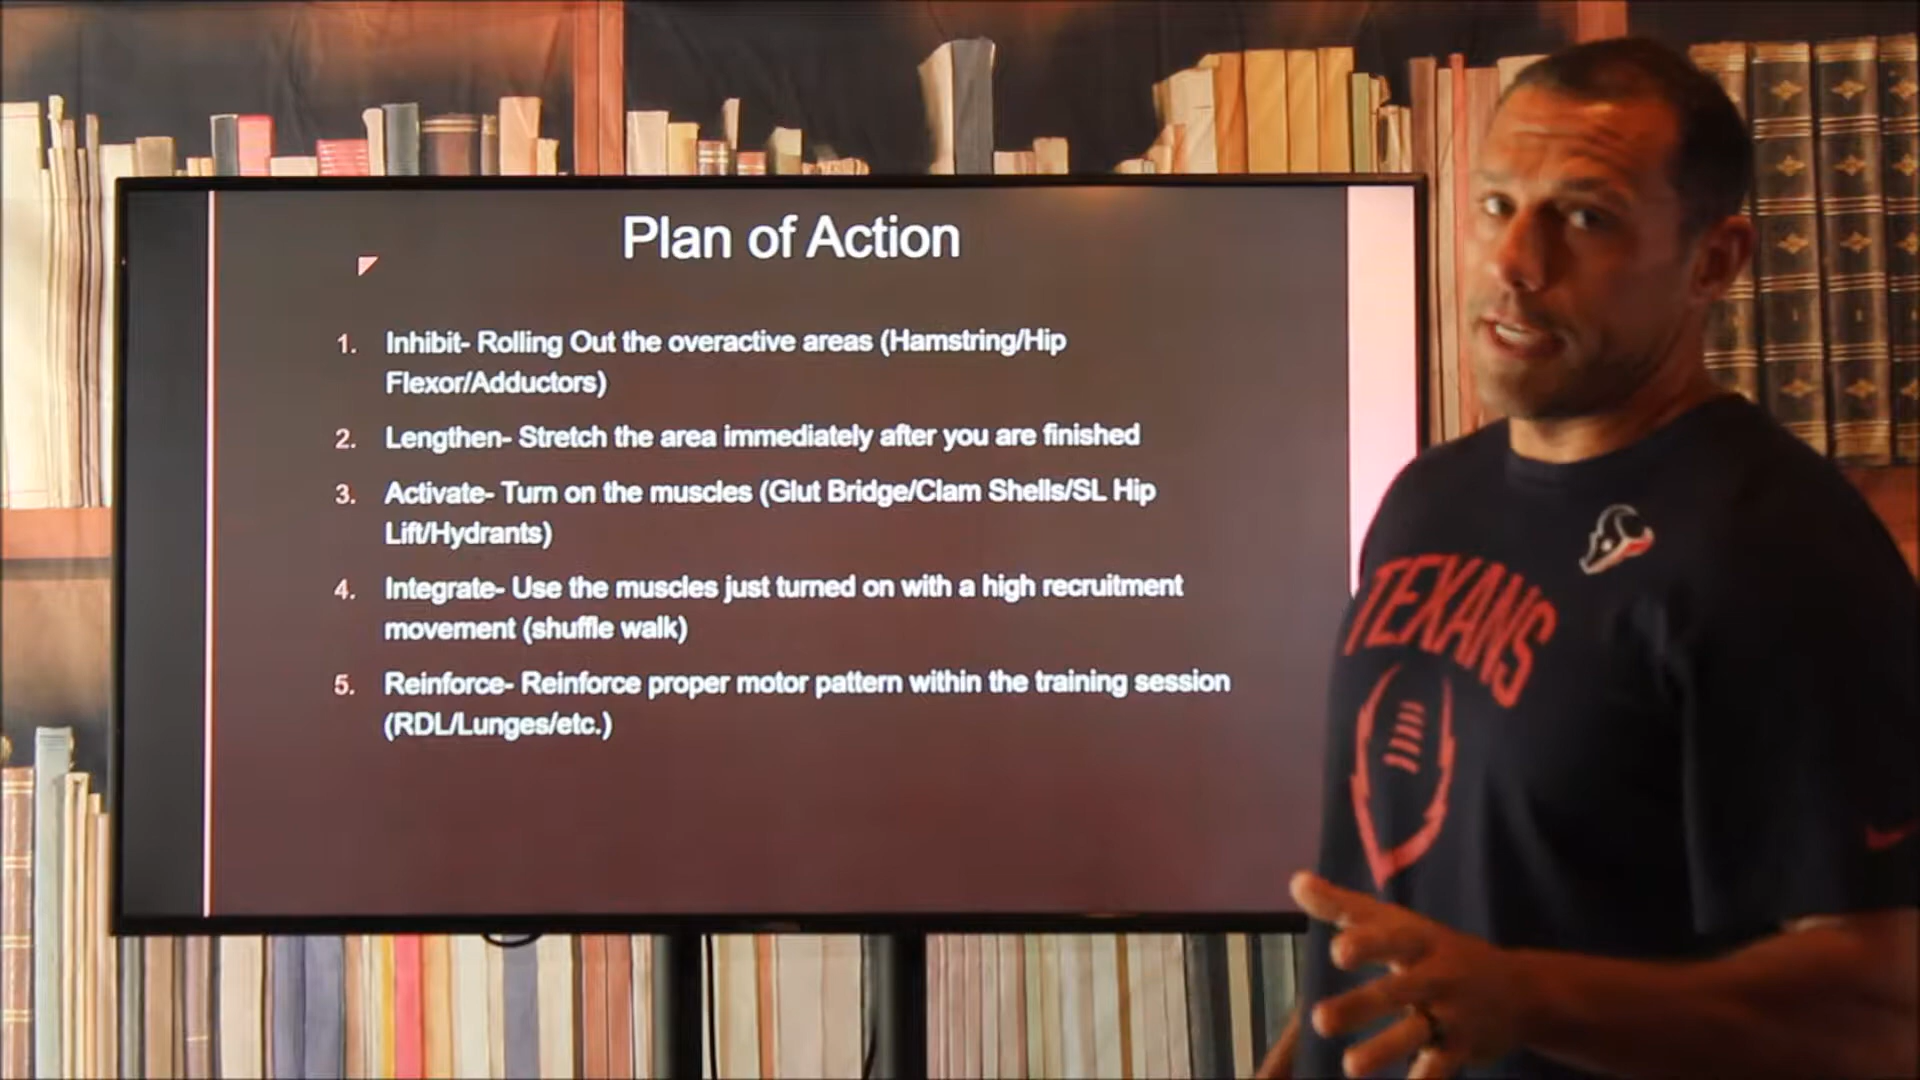 Plan of Action
1. Inhibit- Rolling Out the overactive areas (Hamstring/Hip
Flexor/Adductors)
2. Lengthen- Stretch the area immediately after you are finished
3. Activate- Turn on the muscles (Glut Bridge/Clam Shells/SL Hip
Lift/Hydrants)
4. Integrate- Use the muscles just turned on with a high recruitment
movement (shuffle walk)
5. Reinforce- Reinforce proper motor pattern within the training session
(RDL/Lunges/etc.)
TEXANS